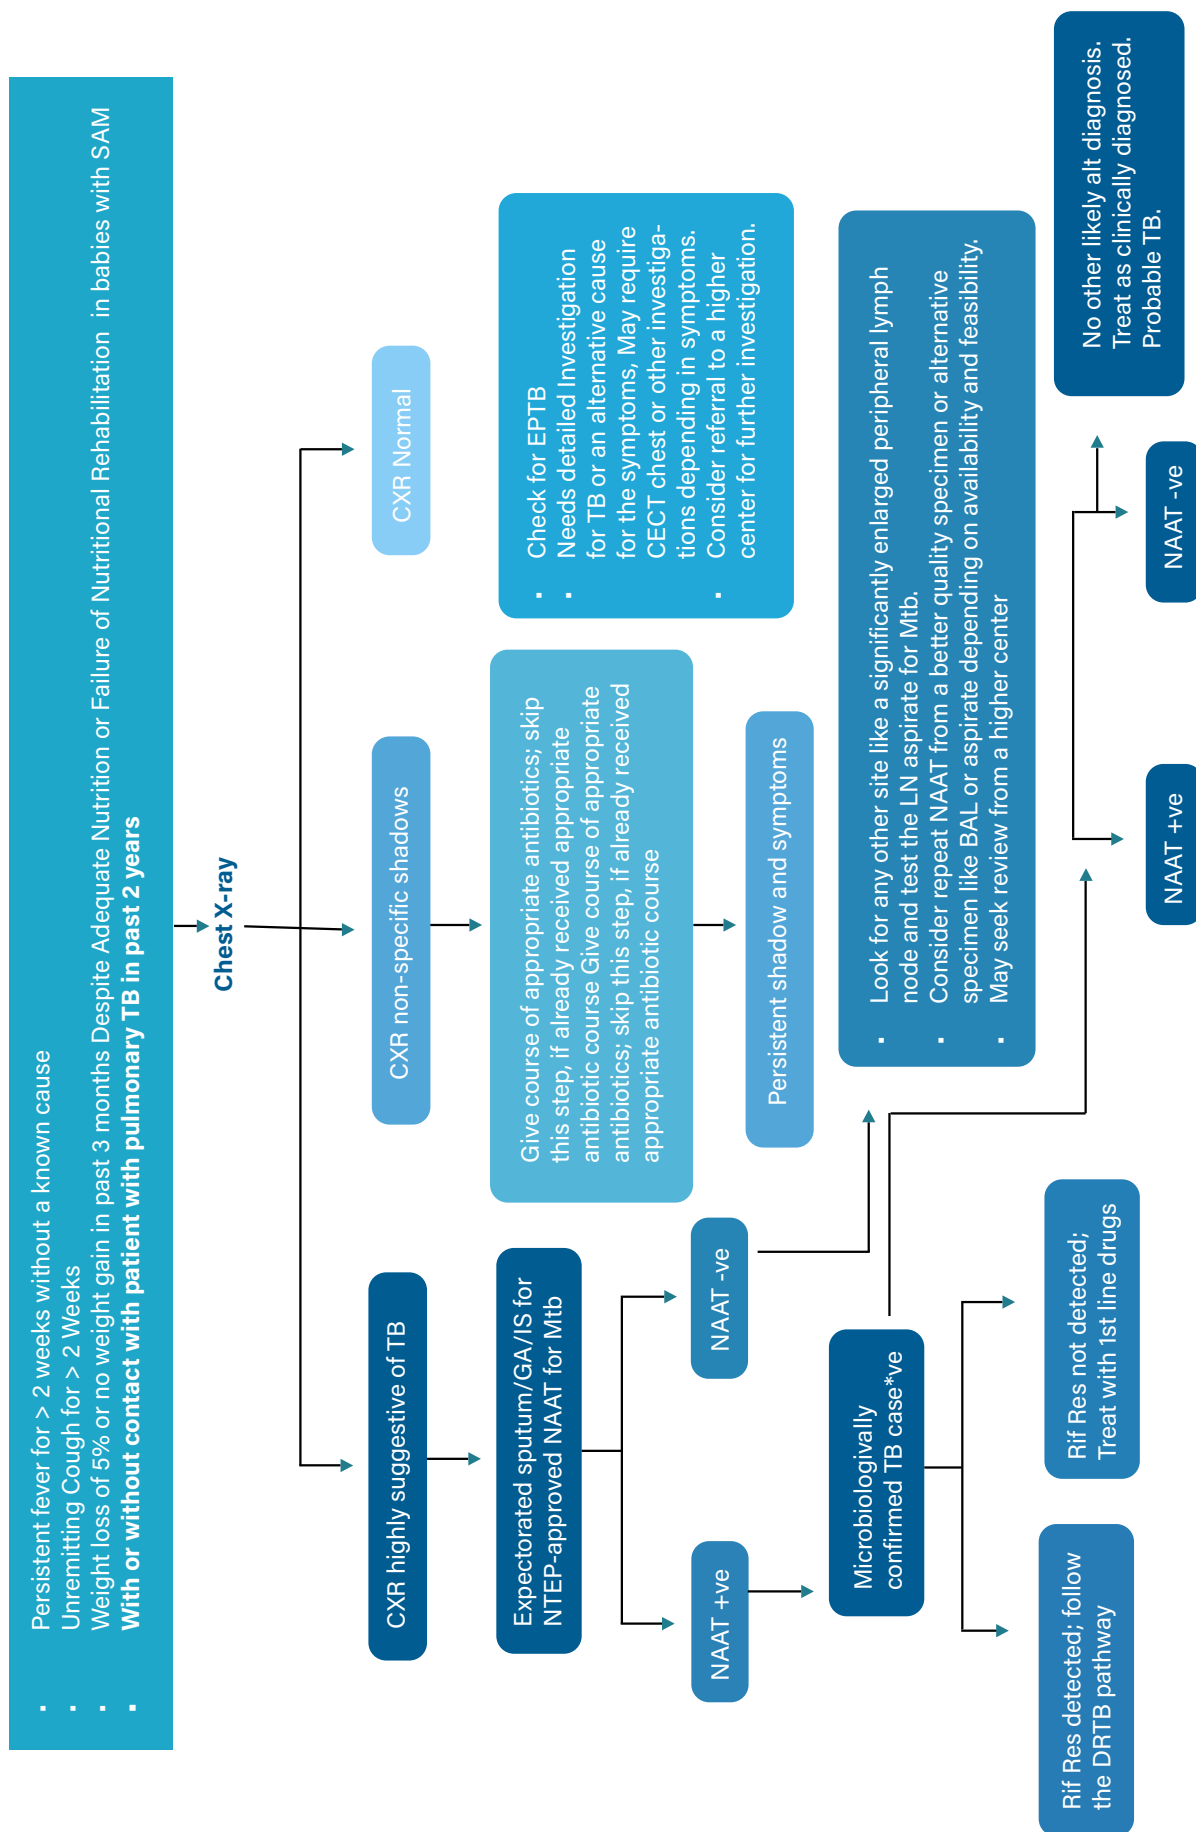 ▪ Persistent fever for > 2 weeks without a known cause
▪ Unremitting Cough for > 2 Weeks
▪ Weight loss of 5% or no weight gain in past 3 months Despite Adequate Nutrition or Failure of Nutritional Rehabilitation in babies with SAM
▪ With or without contact with patient with pulmonary TB in past 2 years
Chest X-ray
CXR highly suggestive of TB
CXR non-specific shadows
CXR Normal
Expectorated sputum/GA/IS for
NTEP-approved NAAT for Mtb
Give course of appropriate antibiotics; skip
this step, if already received appropriate
antibiotic course Give course of appropriate
antibiotics; skip this step, if already received
appropriate antibiotic course
▪ Check for EPTB
▪ Needs detailed Investigation
for TB or an alternative cause
for the symptoms, May require
CECT chest or other investiga-
tions depending in symptoms.
▪ Consider referral to a higher
center for further investigation.
NAAT +ve
NAAT -ve
Persistent shadow and symptoms
Microbiologivally
confirmed TB case*ve
▪ Look for any other site like a significantly enlarged peripheral lymph
node and test the LN aspirate for Mtb.
▪ Consider repeat NAAT from a better quality specimen or alternative
specimen like BAL or aspirate depending on availability and feasibility.
▪ May seek review from a higher center
Rif Res detected; follow
the DRTB pathway
Rif Res not detected;
Treat with 1st line drugs
NAAT +ve
NAAT -ve
No other likely alt diagnosis.
Treat as clinically diagnosed.
Probable TB.